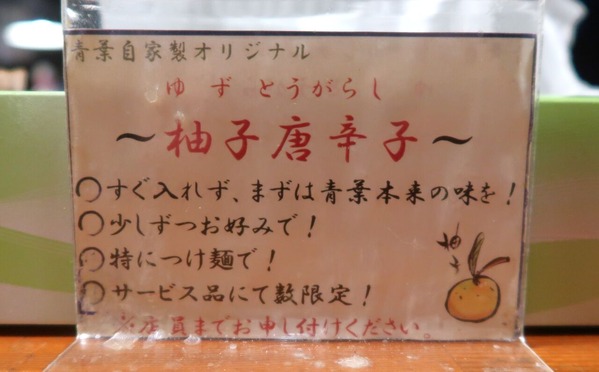 青葉自家製オリジナル
ゆずとうがらし
～柚子唐辛子～
○すぐ入れず、まずは青葉本来の味を！
○少しずつお好みで！
○特につけ麺で！
○サービス品にて数限定！
※店員までお申し付けください。
柚子